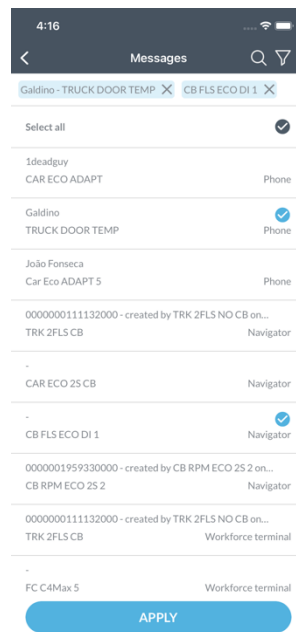 4:16
Messages
Galdino - TRUCK DOOR TEMP
CB FLS ECO DI 1
Select all
1deadguy
CAR ECO ADAPT
Phone
Galdino
TRUCK DOOR TEMP
Phone
João Fonseca
Car Eco ADAPT 5
Phone
0000000111132000 - created by TRK 2FLS NO CB on...
TRK 2FLS CB
Navigator
-
CAR ECO 2S CB
Navigator
-
CB FLS ECO DI 1
Navigator
0000001959330000 - created by CB RPM ECO 2S 2 on...
CB RPM ECO 2S 2
Navigator
0000000111132000 - created by TRK 2FLS NO CB on...
TRK 2FLS CB
Workforce terminal
-
FC C4Max 5
Workforce terminal
APPLY